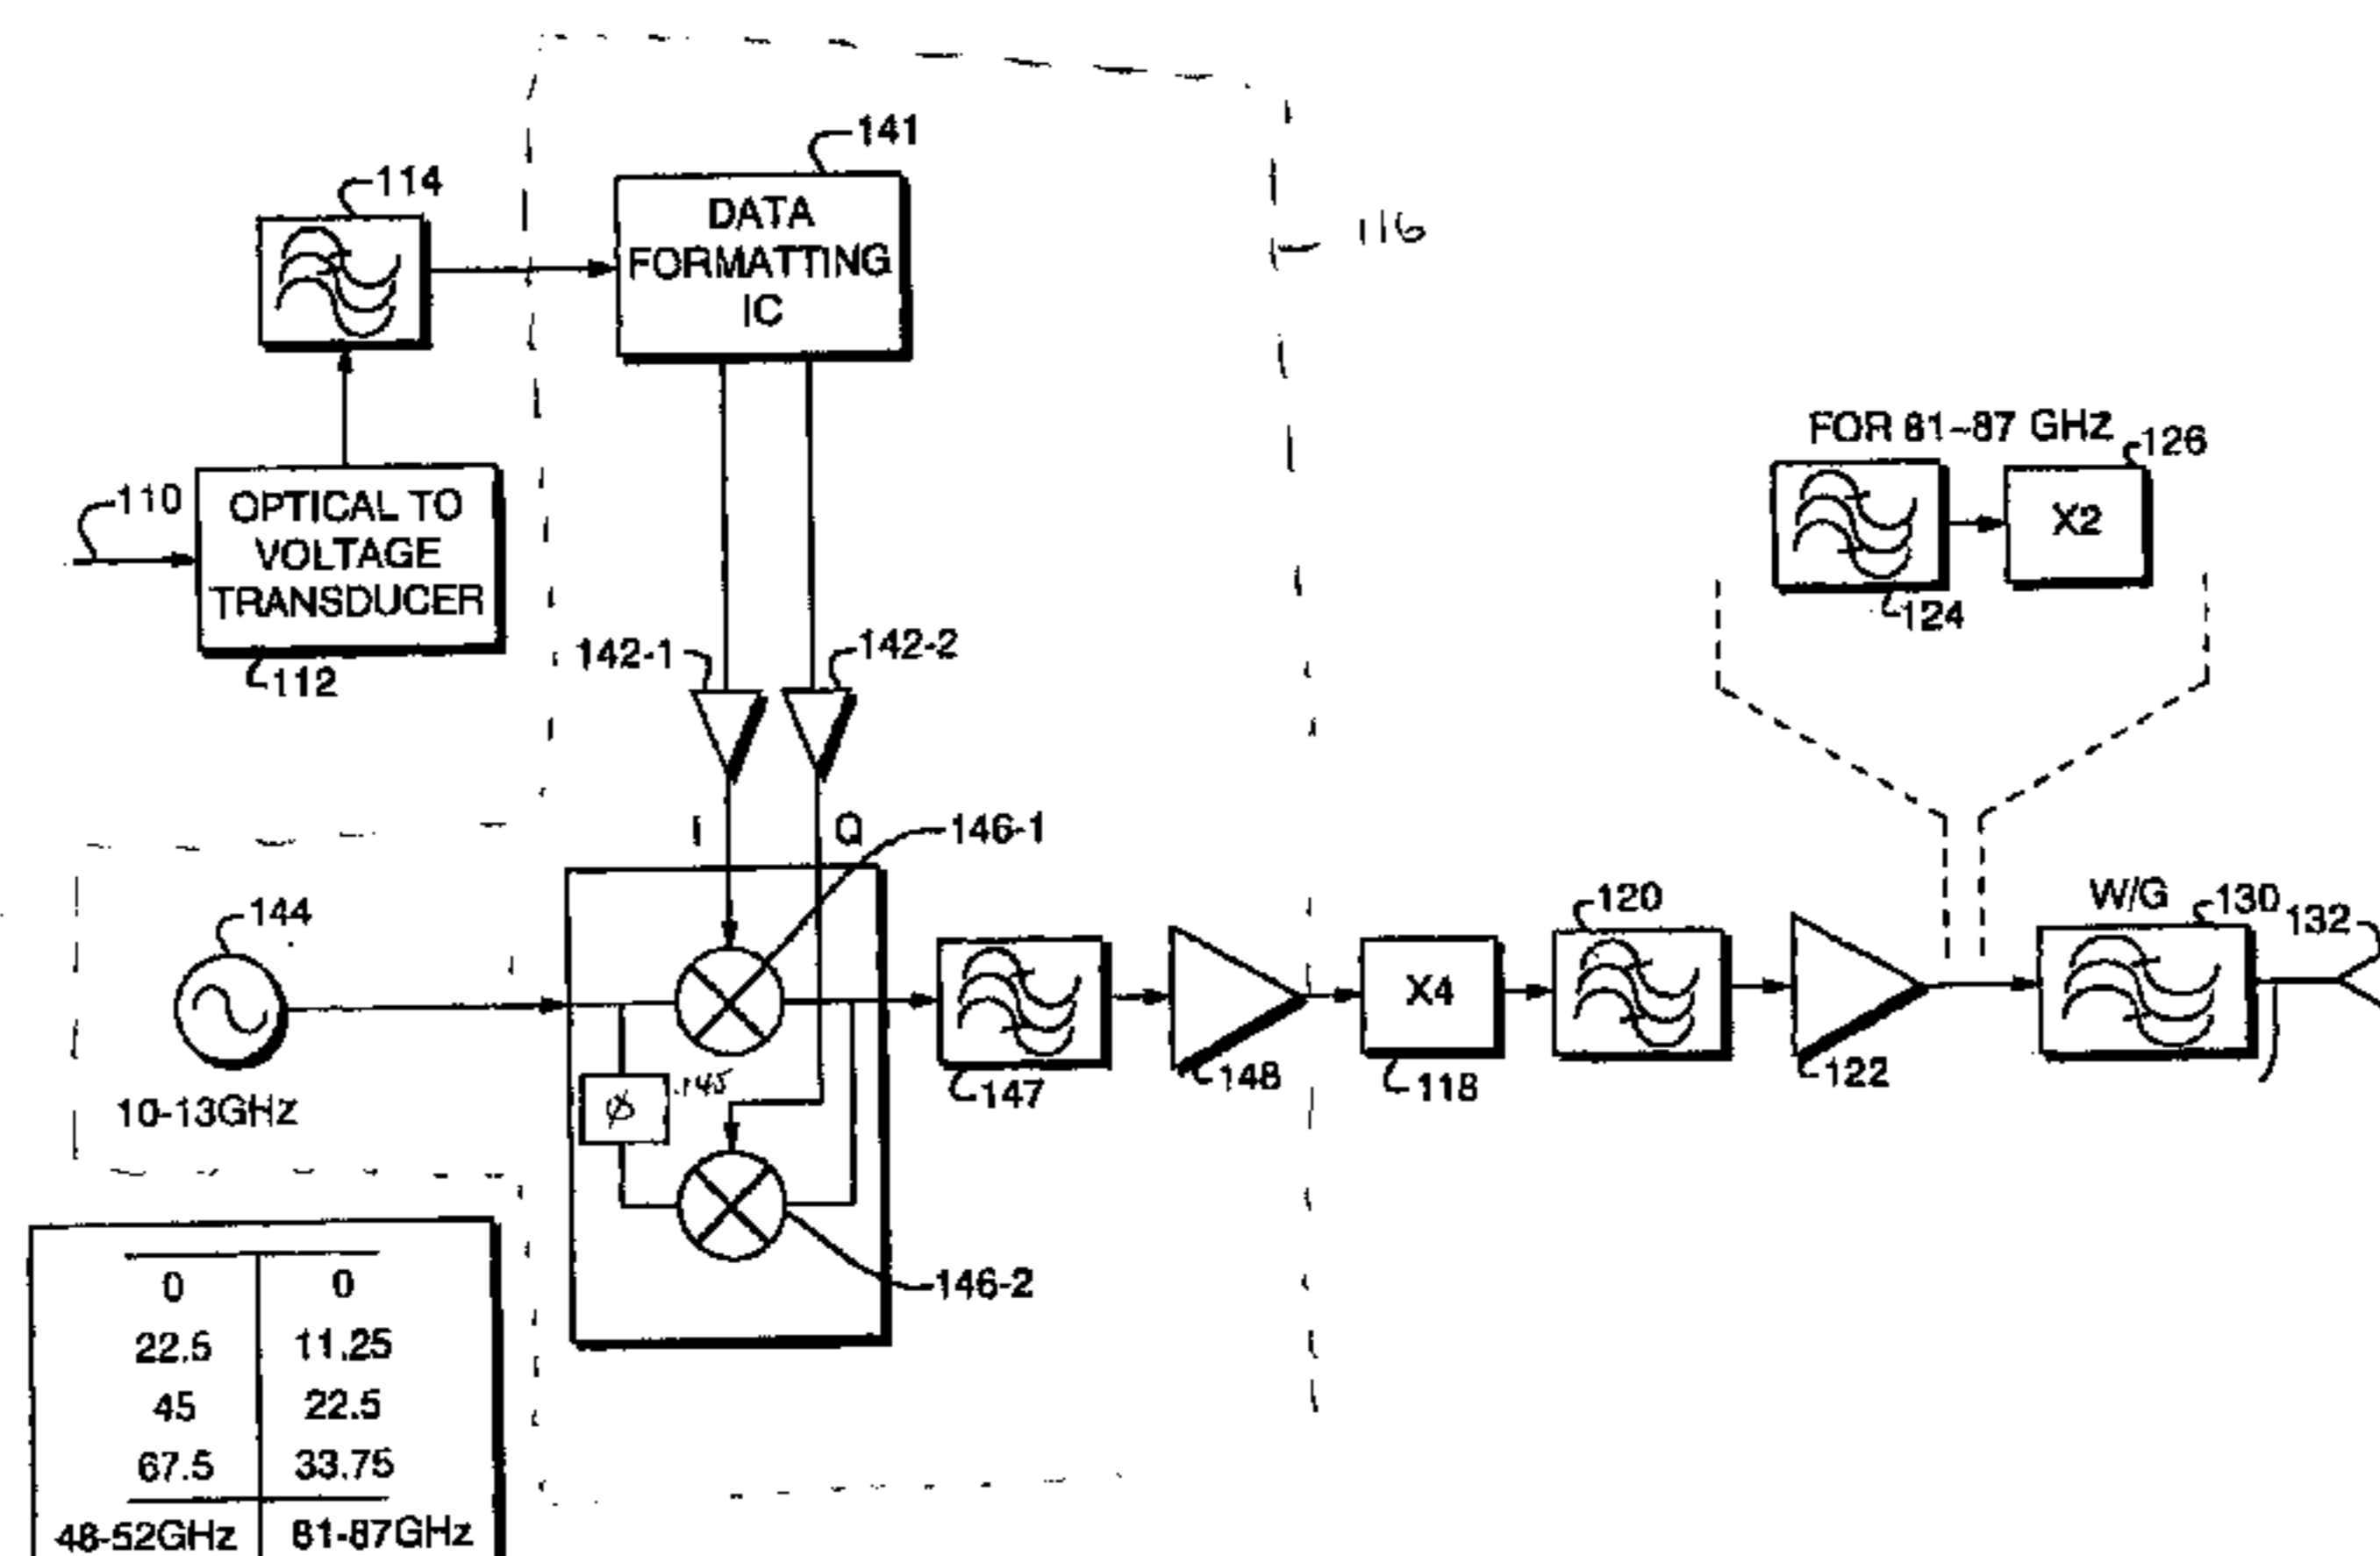 141
114
DATA
FORMATTING
IC
116
FOR 81-87 GHz
126
110
OPTICAL TO
VOLTAGE
TRANSDUCER
X2
124
112
142-1
142-2
I
Q
146-1
144
120
W/G
130
132
X4
10-13GHz
Ø
145
147
148
118
122
146-2
0 0
22.5 11.25
45 22.5
67.5 33.75
48-52GHz 81-87GHz